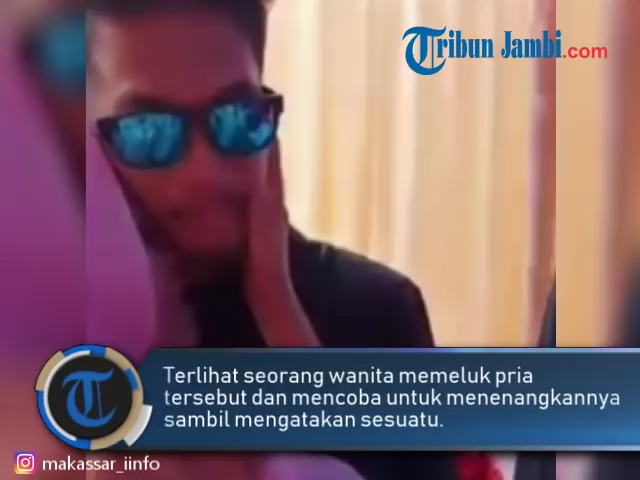 Tribun Jambi.com
Terlihat seorang wanita memeluk pria
tersebut dan mencoba untuk menenangkannya
sambil mengatakan sesuatu.
makassar_iinfo